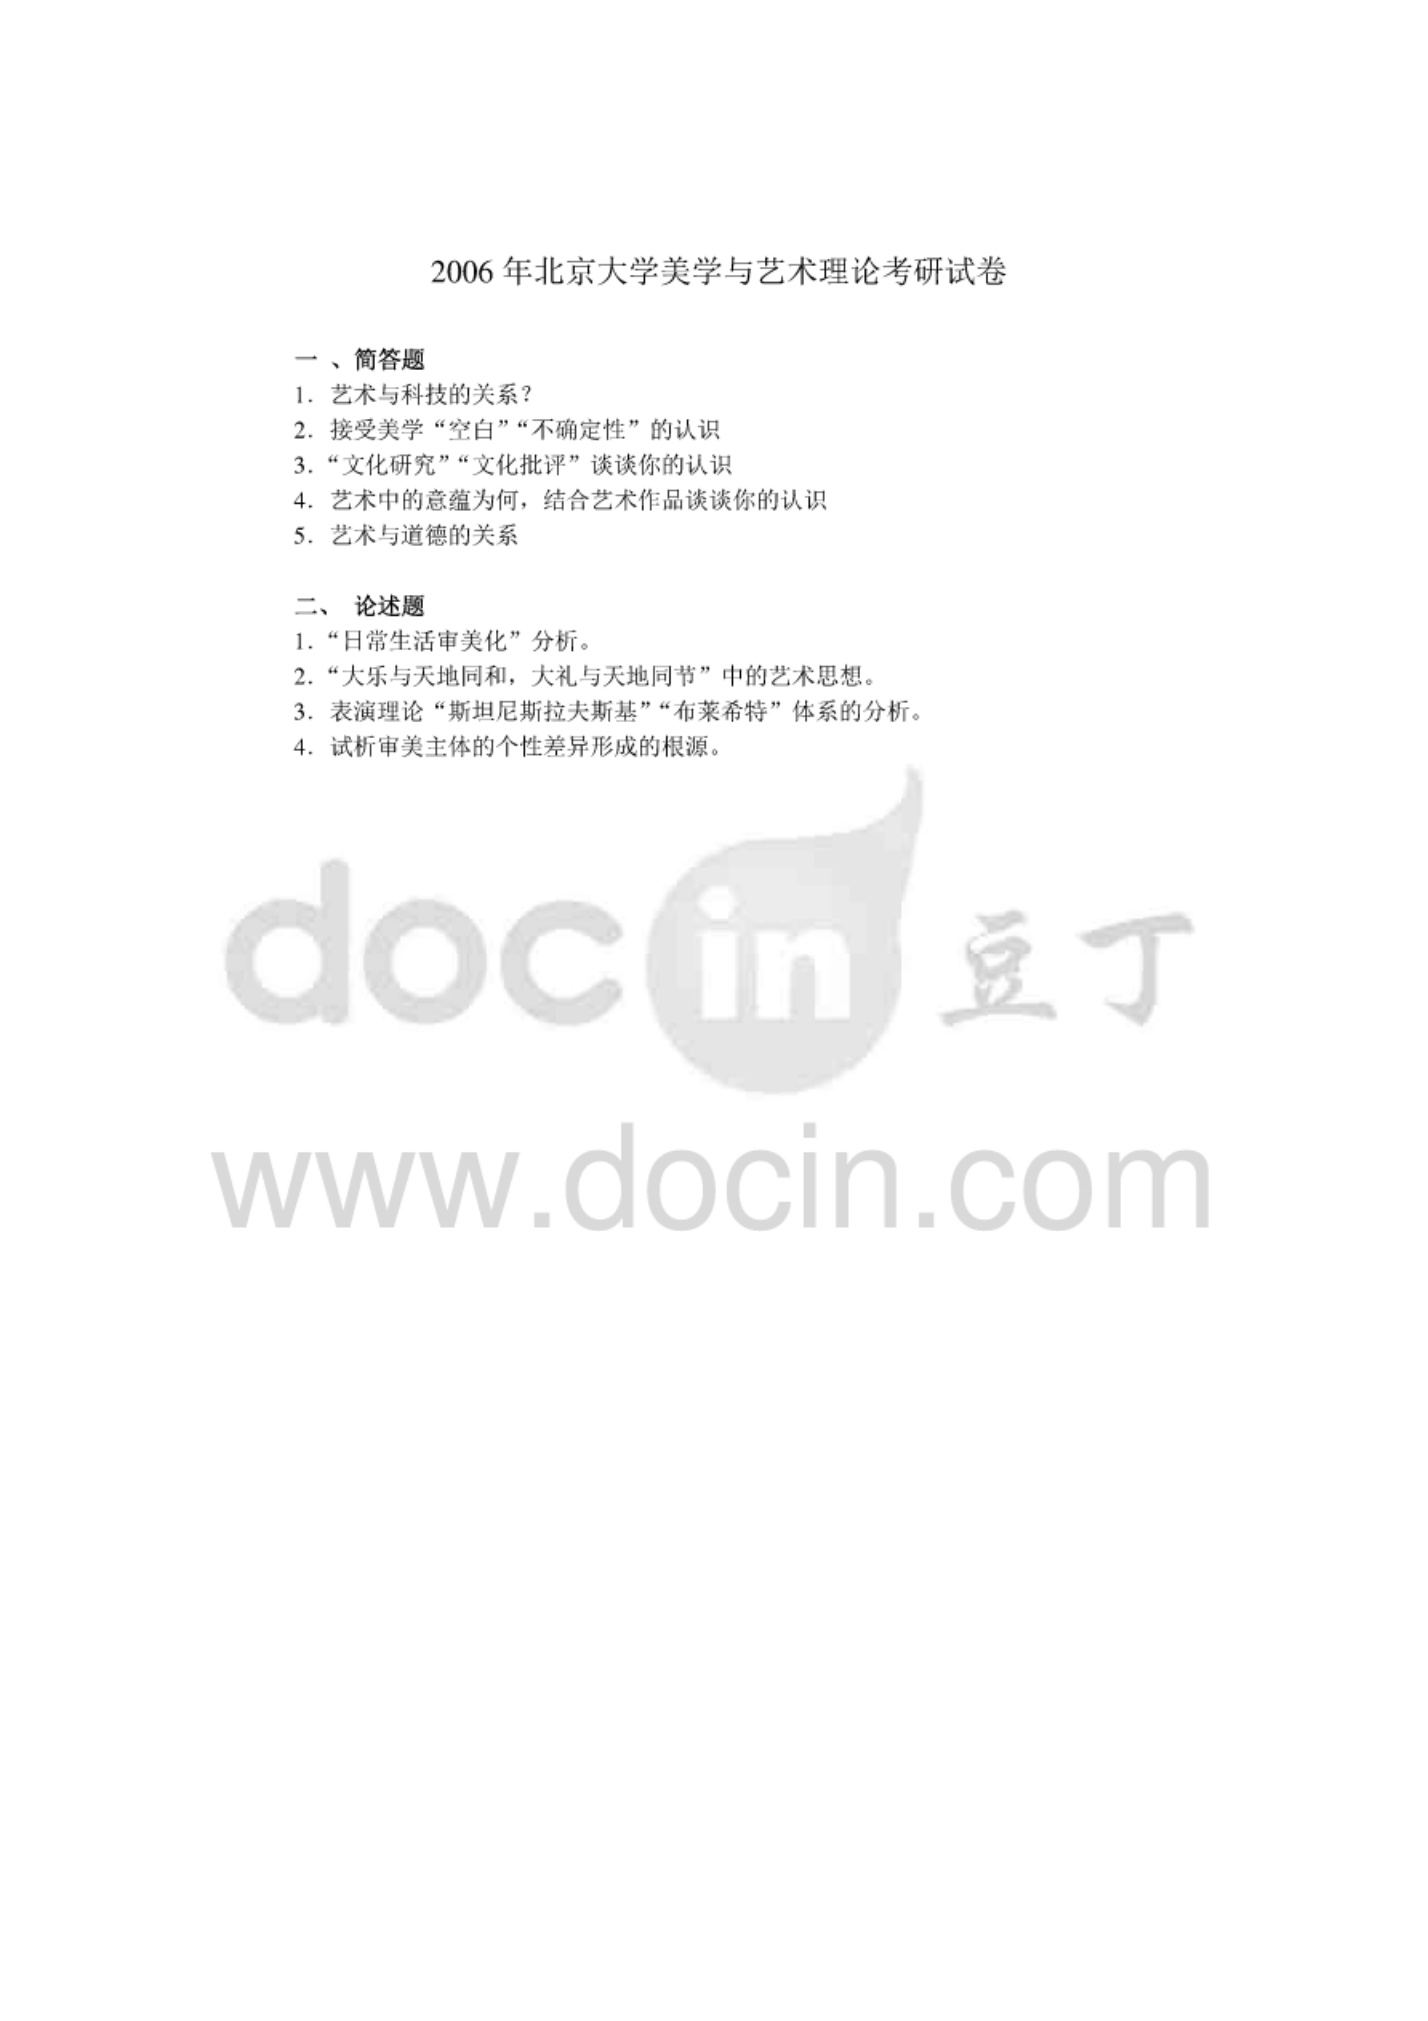 2006 年北京大学美学与艺术理论考研试卷
一 、简答题
1．艺术与科技的关系？
2．接受美学“空白”“不确定性”的认识
3．“文化研究”“文化批评”谈谈你的认识
4．艺术中的意蕴为何，结合艺术作品谈谈你的认识
5．艺术与道德的关系
二、 论述题
1．“日常生活审美化”分析。
2．“大乐与天地同和，大礼与天地同节”中的艺术思想。
3．表演理论“斯坦尼斯拉夫斯基”“布莱希特”体系的分析。
4．试析审美主体的个性差异形成的根源。
docin 豆丁
www.docin.com